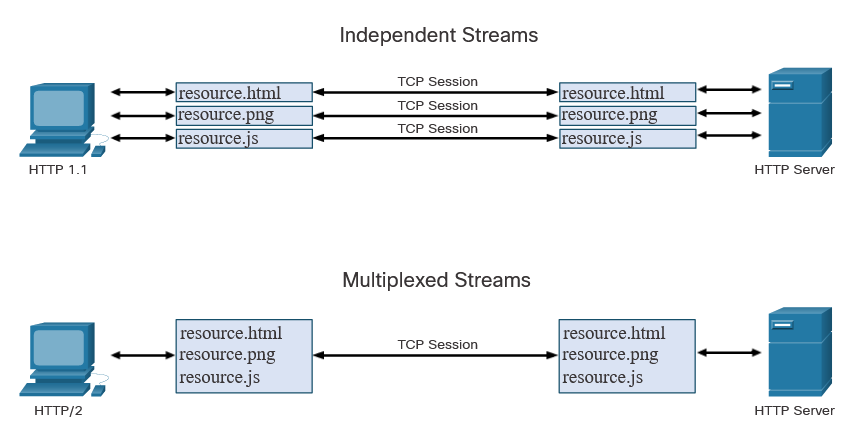 Independent Streams
TCP Session
resource.html
resource.html
TCP Session
resource.png
resource.png
TCP Session
resource.js
resource.js
HTTP 1.1
HTTP Server
Multiplexed Streams
resource.html
resource.html
TCP Session
resource.png
resource.png
resource.js
resource.js
HTTP/2
HTTP Server